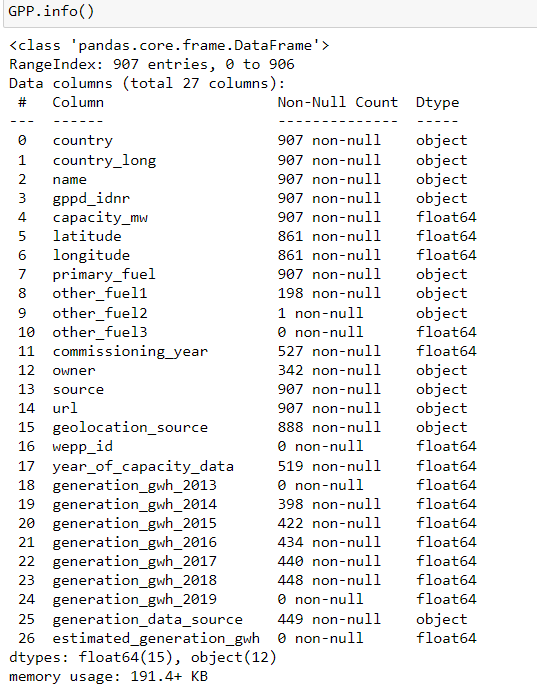 GPP.info()
<class 'pandas.core.frame.DataFrame'>
RangeIndex: 907 entries, 0 to 906
Data columns (total 27 columns):
 #   Column                    Non-Null Count  Dtype
---  ------                    --------------  -----
 0   country                   907 non-null    object
 1   country_long              907 non-null    object
 2   name                      907 non-null    object
 3   gppd_idnr                 907 non-null    object
 4   capacity_mw               907 non-null    float64
 5   latitude                  861 non-null    float64
 6   longitude                 861 non-null    float64
 7   primary_fuel              907 non-null    object
 8   other_fuel1               198 non-null    object
 9   other_fuel2               1 non-null      object
 10  other_fuel3               0 non-null      float64
 11  commissioning_year        527 non-null    float64
 12  owner                     342 non-null    object
 13  source                    907 non-null    object
 14  url                       907 non-null    object
 15  geolocation_source        888 non-null    object
 16  wepp_id                   0 non-null      float64
 17  year_of_capacity_data     519 non-null    float64
 18  generation_gwh_2013       0 non-null      float64
 19  generation_gwh_2014       398 non-null    float64
 20  generation_gwh_2015       422 non-null    float64
 21  generation_gwh_2016       434 non-null    float64
 22  generation_gwh_2017       440 non-null    float64
 23  generation_gwh_2018       448 non-null    float64
 24  generation_gwh_2019       0 non-null      float64
 25  generation_data_source    449 non-null    object
 26  estimated_generation_gwh  0 non-null      float64
dtypes: float64(15), object(12)
memory usage: 191.4+ KB